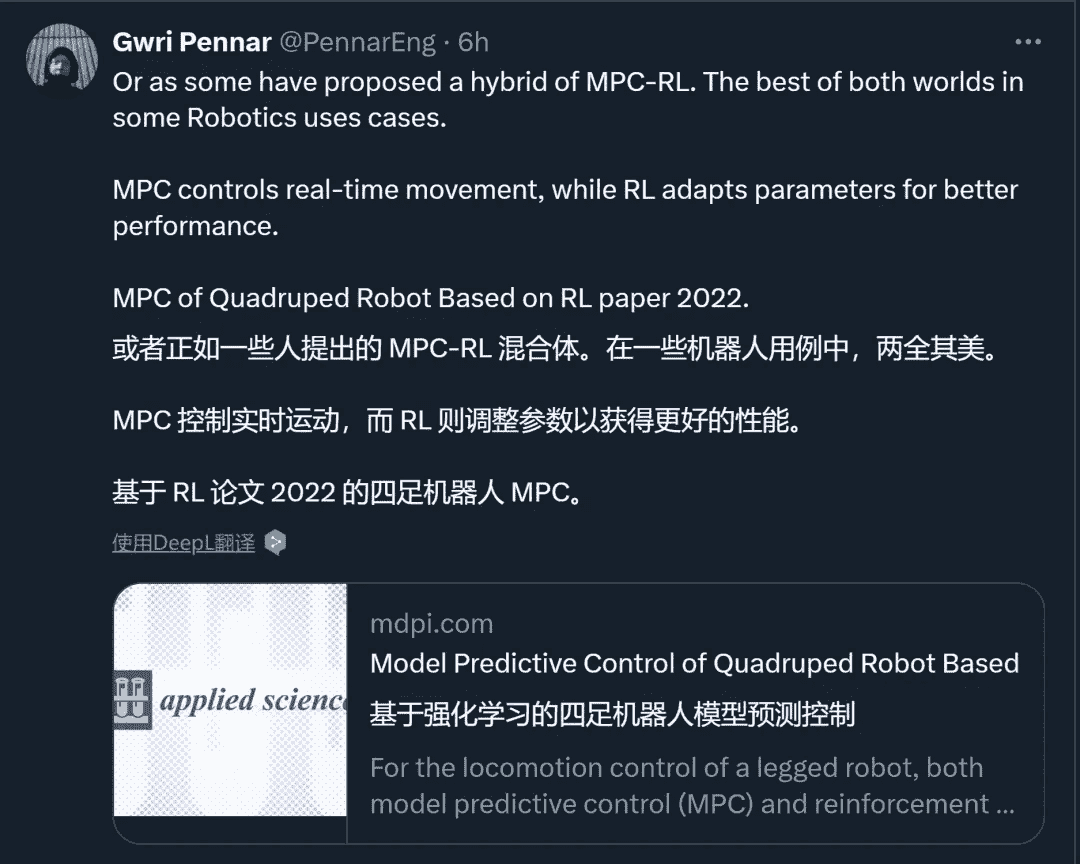 Gwri Pennar @PennarEng · 6h
Or as some have proposed a hybrid of MPC-RL. The best of both worlds in
some Robotics uses cases.
MPC controls real-time movement, while RL adapts parameters for better
performance.
MPC of Quadruped Robot Based on RL paper 2022.
或者正如一些人提出的 MPC-RL 混合体。在一些机器人用例中，两全其美。
MPC 控制实时运动，而 RL 则调整参数以获得更好的性能。
基于 RL 论文 2022 的四足机器人 MPC。
使用DeepL翻译
applied science
mdpi.com
Model Predictive Control of Quadruped Robot Based
基于强化学习的四足机器人模型预测控制
For the locomotion control of a legged robot, both
model predictive control (MPC) and reinforcement ...